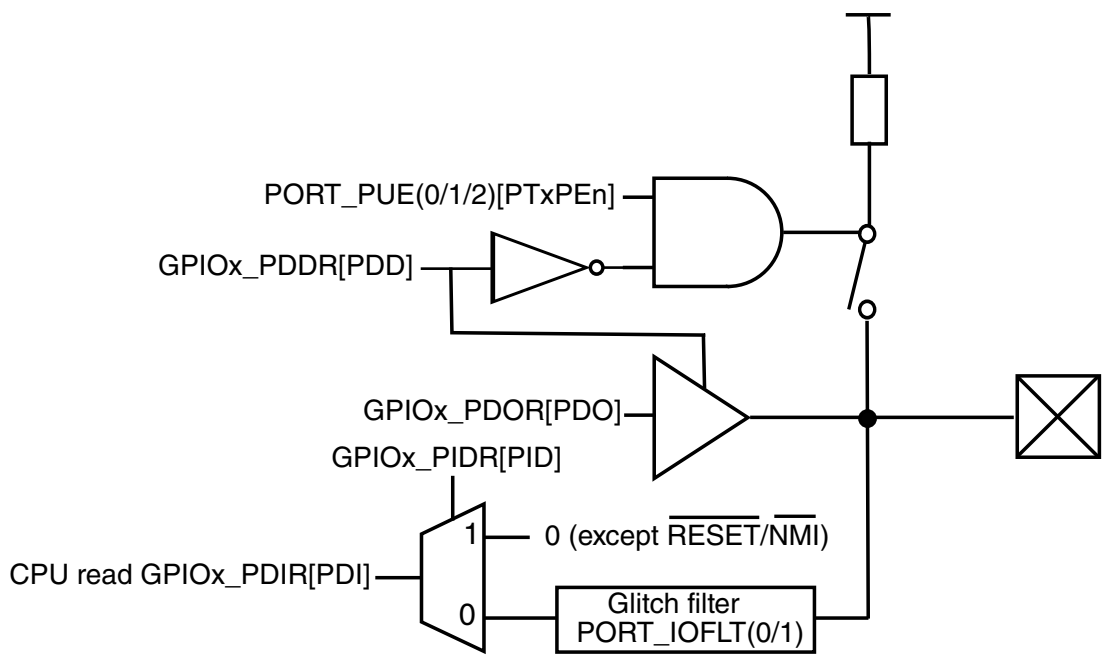 PORT_PUE(0/1/2)[PTxPEn]
GPIOx_PDDR[PDD]
GPIOx_PDOR[PDO]
GPIOx_PIDR[PID]
1
0 (except RESET/NMI)
CPU read GPIOx_PDIR[PDI]
0
Glitch filter
PORT_IOFLT(0/1)